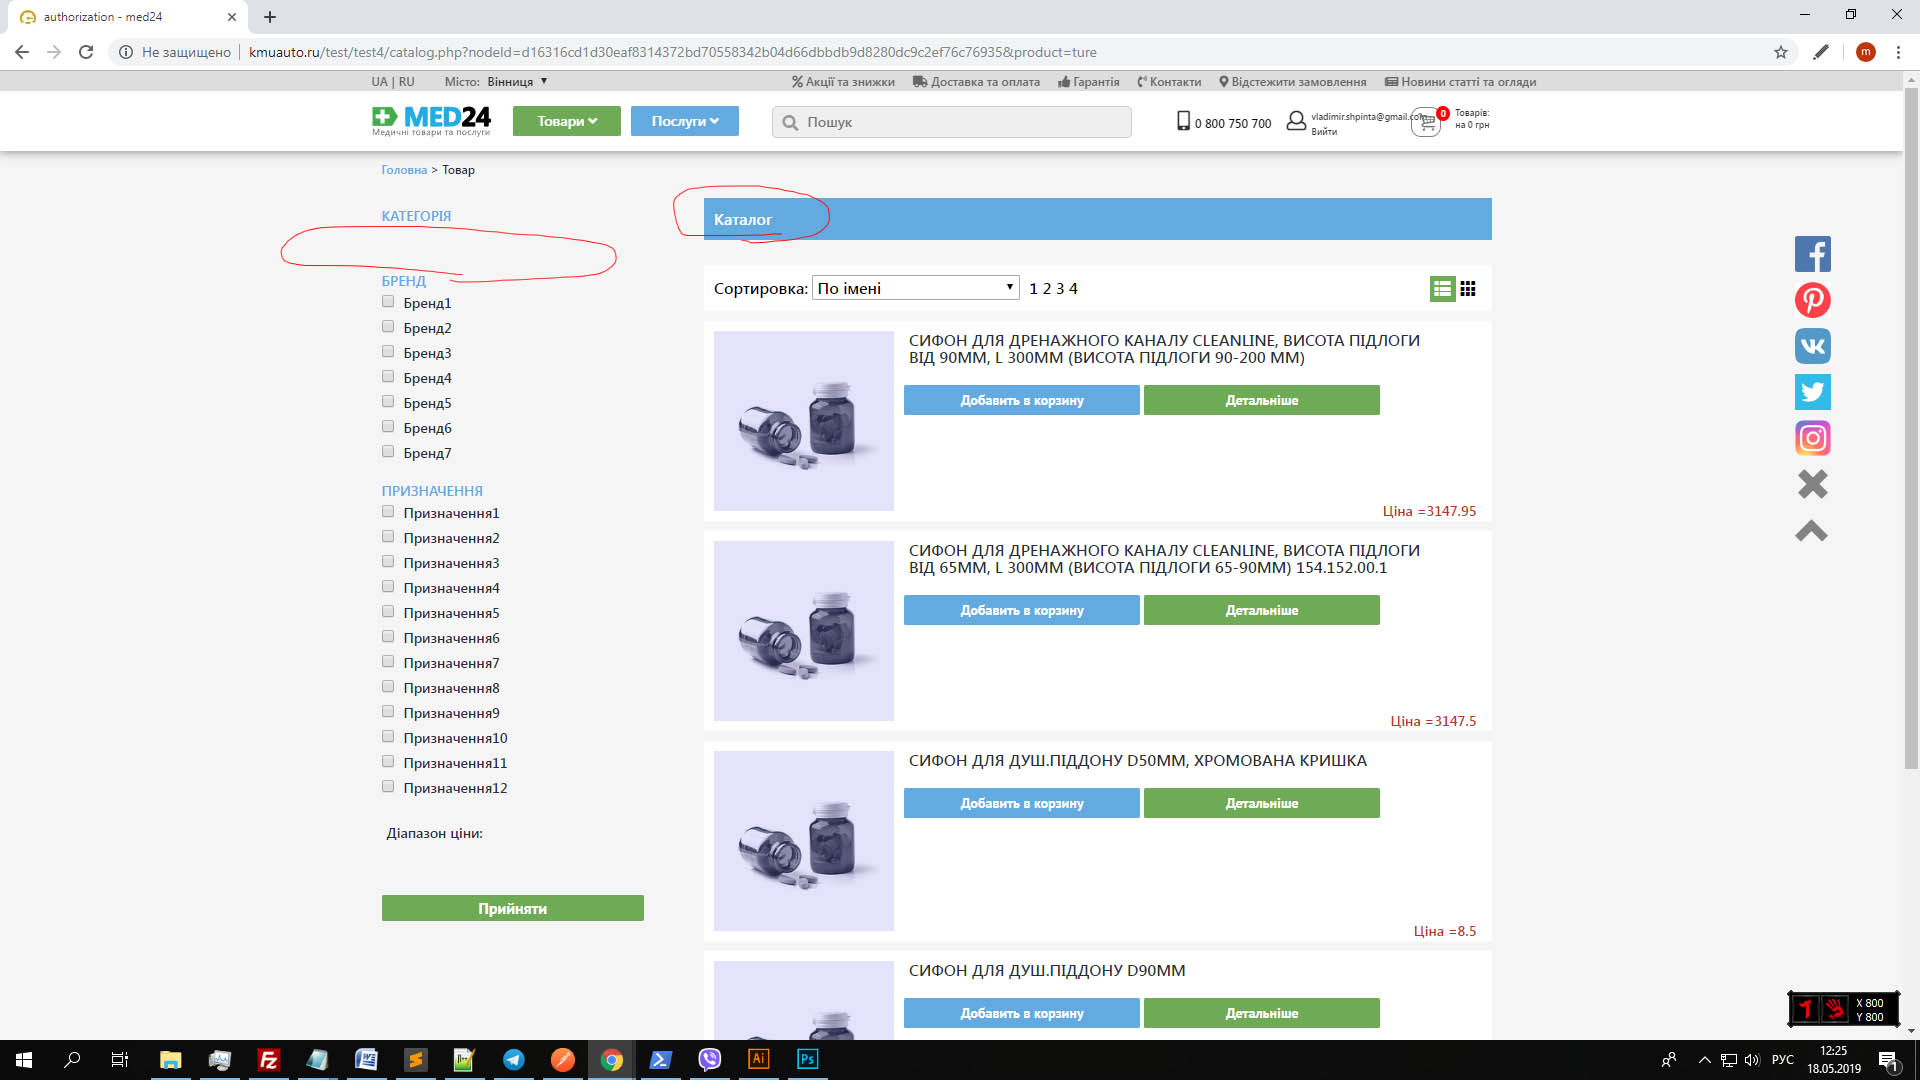 authorization - med24
Не защищено
kmuauto.ru/test/test4/catalog.php?nodeId=d16316cd1d30eaf8314372bd70558342b04d66dbbdb9d8280dc9c2ef76c76935&product=ture
m
UA | RU Місто: Вінниця
Акції та знижки Доставка та оплата Гарантія Контакти Відстежити замовлення Новини статті та огляди
MED24
Медичні товари та послуги
Товари
Послуги
Пошук
0 800 750 700
vladimir.shpinta@gmail.com
Вийти
0
Товарів:
на 0 грн
Головна > Товар
КАТЕГОРІЯ
БРЕНД
Бренд1
Бренд2
Бренд3
Бренд4
Бренд5
Бренд6
Бренд7
ПРИЗНАЧЕННЯ
Призначення1
Призначення2
Призначення3
Призначення4
Призначення5
Призначення6
Призначення7
Призначення8
Призначення9
Призначення10
Призначення11
Призначення12
Діапазон ціни:
Прийняти
Каталог
Сортировка: По імені 1 2 3 4
СИФОН ДЛЯ ДРЕНАЖНОГО КАНАЛУ CLEANLINE, ВИСОТА ПІДЛОГИ
ВІД 90ММ, L 300ММ (ВИСОТА ПІДЛОГИ 90-200 ММ)
Добавить в корзину Детальніше
Ціна =3147.95
СИФОН ДЛЯ ДРЕНАЖНОГО КАНАЛУ CLEANLINE, ВИСОТА ПІДЛОГИ
ВІД 65ММ, L 300ММ (ВИСОТА ПІДЛОГИ 65-90ММ) 154.152.00.1
Добавить в корзину Детальніше
Ціна =3147.5
СИФОН ДЛЯ ДУШ.ПІДДОНУ D50ММ, ХРОМОВАНА КРИШКА
Добавить в корзину Детальніше
Ціна =8.5
СИФОН ДЛЯ ДУШ.ПІДДОНУ D90ММ
Добавить в корзину Детальніше
X 800
Y 800
РУС
12:25
18.05.2019
1